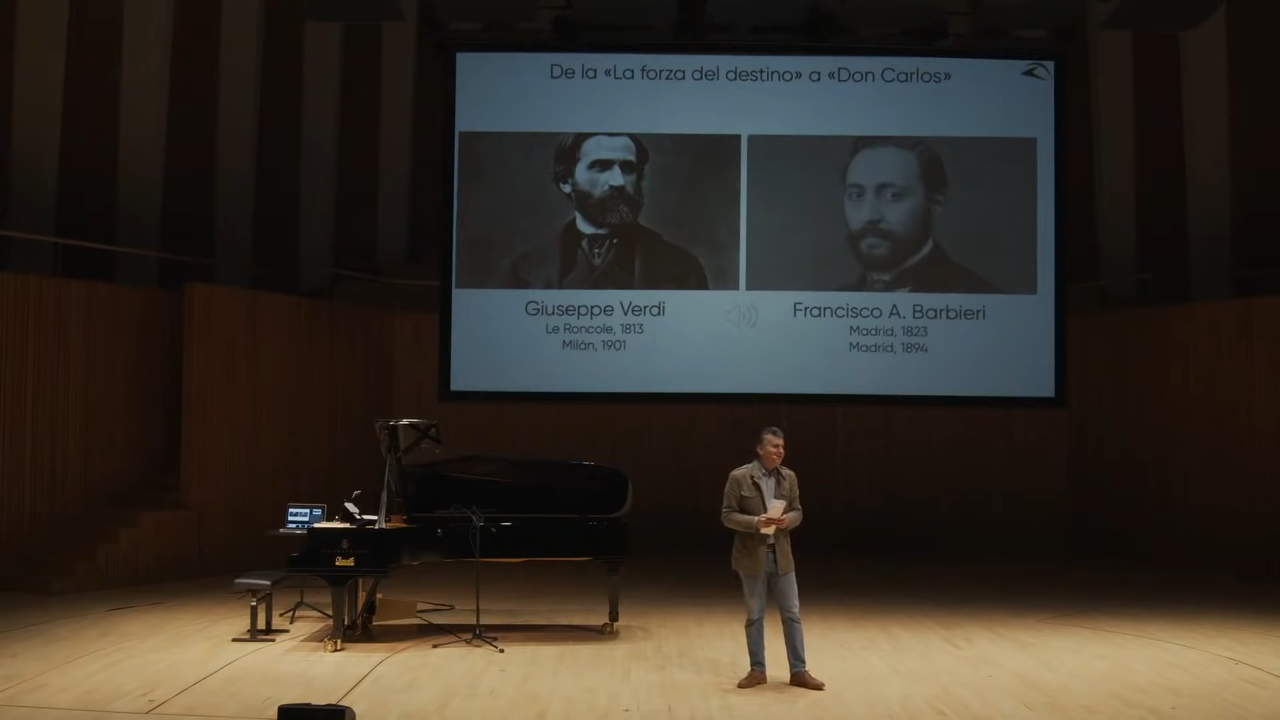 De la «La forza del destino» a «Don Carlos»
Giuseppe Verdi
Le Roncole, 1813
Milán, 1901
Francisco A. Barbieri
Madrid, 1823
Madrid, 1894